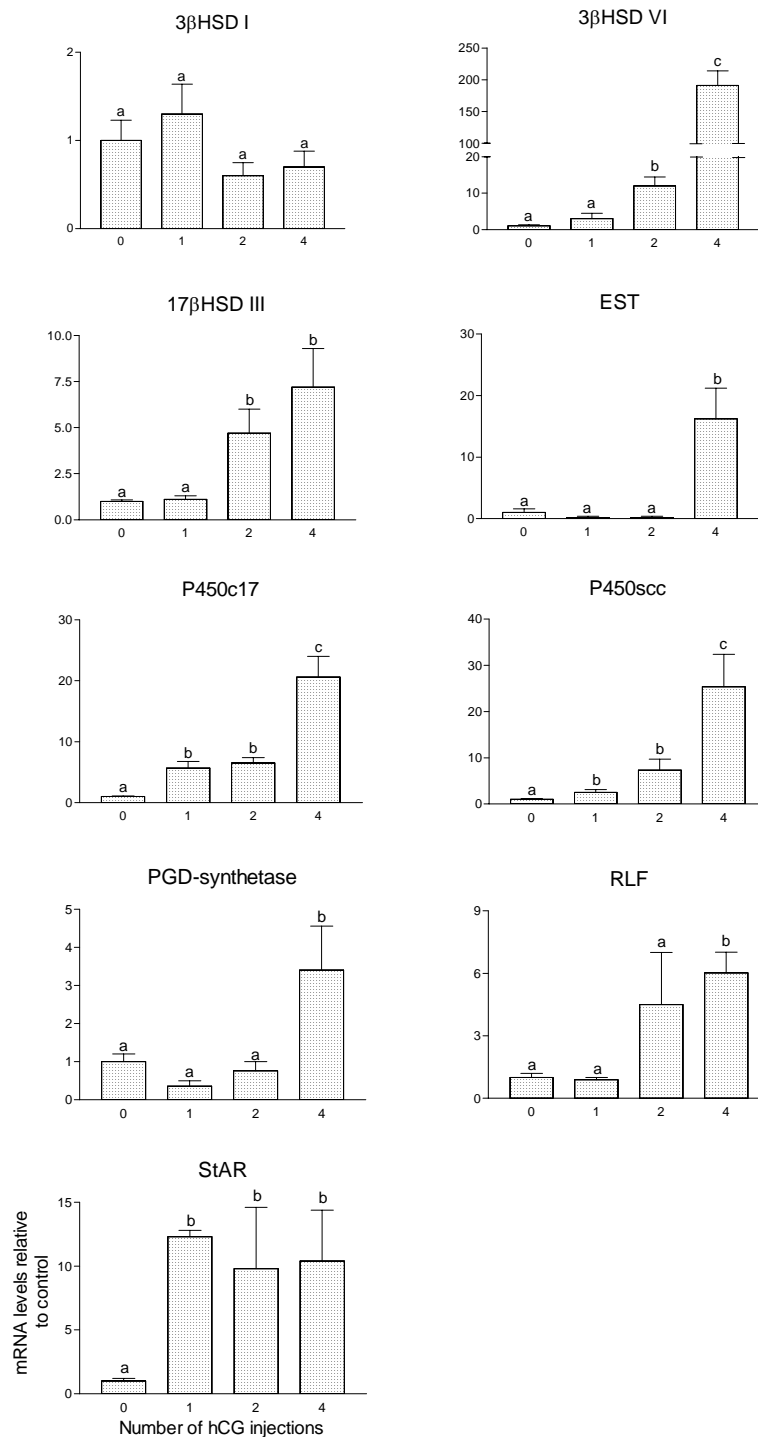 3βHSD I
2
1
0
a
a
a
a
0 1 2 4
3βHSD VI
250
200
150
100
20
10
0
a
a
b
c
0 1 2 4
17βHSD III
10.0
7.5
5.0
2.5
0.0
a
a
b
b
0 1 2 4
EST
30
20
10
0
a
a
a
b
0 1 2 4
P450c17
30
20
10
0
a
b
b
c
0 1 2 4
P450scc
40
30
20
10
0
a
b
b
c
0 1 2 4
PGD-synthetase
5
4
3
2
1
0
a
a
a
b
0 1 2 4
RLF
9
6
3
0
a
a
a
b
0 1 2 4
StAR
15
10
5
0
a
b
b
b
0 1 2 4
mRNA levels relative
to control
Number of hCG injections